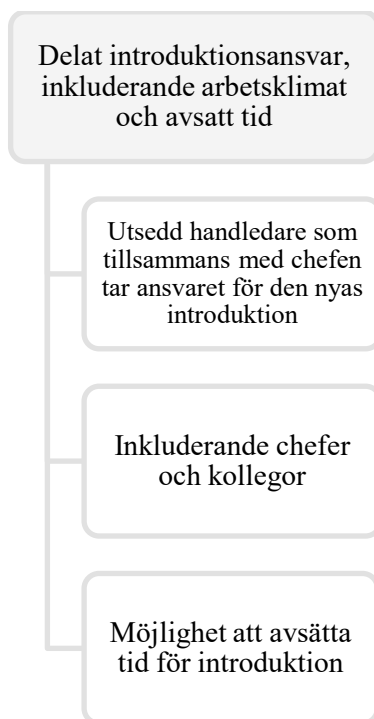 Delat introduktionsansvar,
inkluderande arbetsklimat
och avsatt tid
Utsedd handledare som
tillsammans med chefen
tar ansvaret för den nyas
introduktion
Inkluderande chefer
och kollegor
Möjlighet att avsätta
tid för introduktion